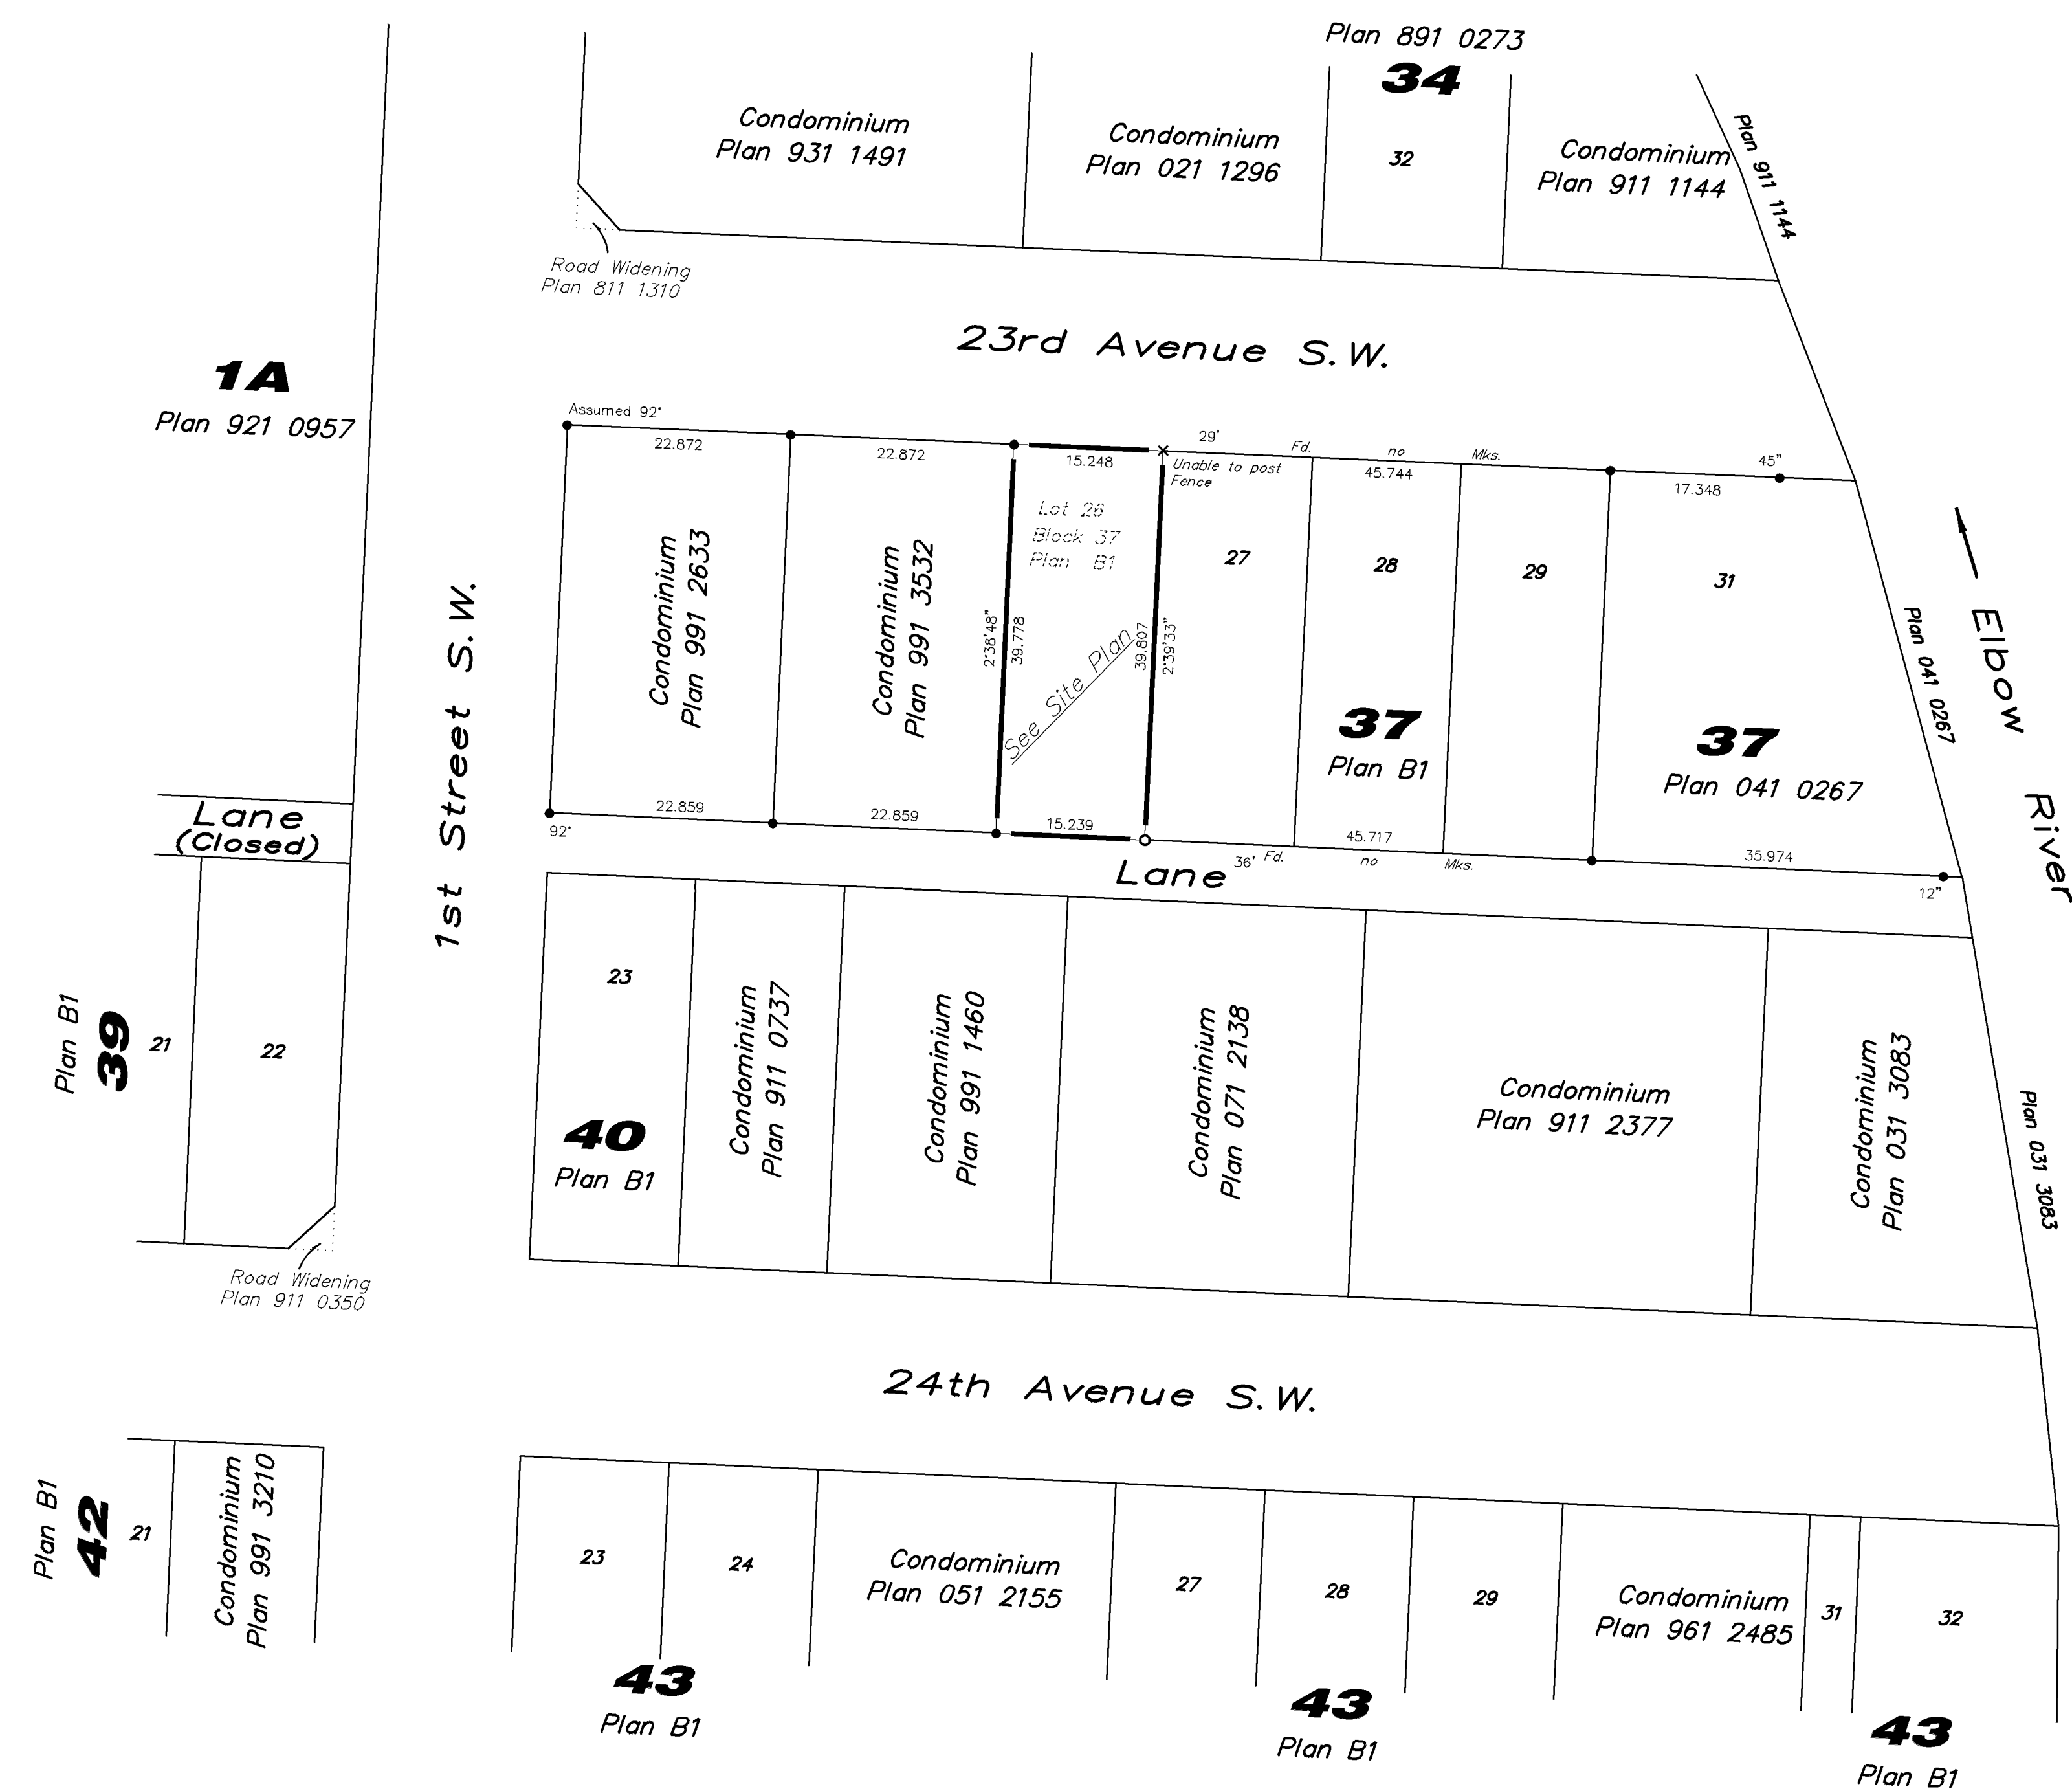 Plan 891 0273
34
Condominium
Plan 931 1491
Condominium
Plan 021 1296
32
Condominium
Plan 911 1144
Plan 911 1144
Road Widening
Plan 811 1310
23rd Avenue S.W.
1A
Plan 921 0957
Assumed 92°
22.872
22.872
15.248
29'
Fd. no Mks.
45.744
45"
17.348
Unable to post
Fence
Lot 26
Block 37
Plan B1
Condominium
Plan 991 2633
Condominium
Plan 991 3532
2°38'48"
39.778
See Site Plan
39.807
2°39'33"
27
28
29
31
37
Plan B1
37
Plan 041 0267
Plan 041 0267
Elbow River
1st Street S.W.
Lane
(Closed)
92°
22.859
22.859
15.239
45.717
35.974
36'
Fd. no Mks.
12"
Lane
Plan B1
39
21
22
23
40
Plan B1
Condominium
Plan 911 0737
Condominium
Plan 991 1460
Condominium
Plan 071 2138
Condominium
Plan 911 2377
Condominium
Plan 031 3083
Plan 031 3083
Road Widening
Plan 911 0350
24th Avenue S.W.
Plan B1
42
21
Condominium
Plan 991 3210
23
24
Condominium
Plan 051 2155
27
28
29
Condominium
Plan 961 2485
31
32
43
Plan B1
43
Plan B1
43
Plan B1